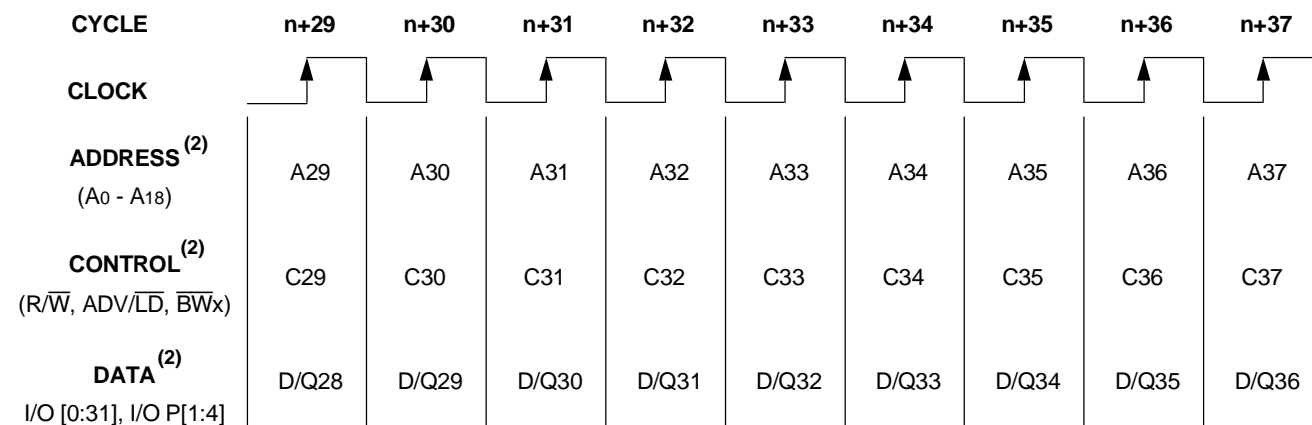 CYCLE n+29 n+30 n+31 n+32 n+33 n+34 n+35 n+36 n+37
CLOCK
ADDRESS(2) A29 A30 A31 A32 A33 A34 A35 A36 A37
(A0 - A18)
CONTROL(2) C29 C30 C31 C32 C33 C34 C35 C36 C37
(R/W̅, ADV/L̅D̅, B̅W̅x)
DATA(2) D/Q28 D/Q29 D/Q30 D/Q31 D/Q32 D/Q33 D/Q34 D/Q35 D/Q36
I/O [0:31], I/O P[1:4]